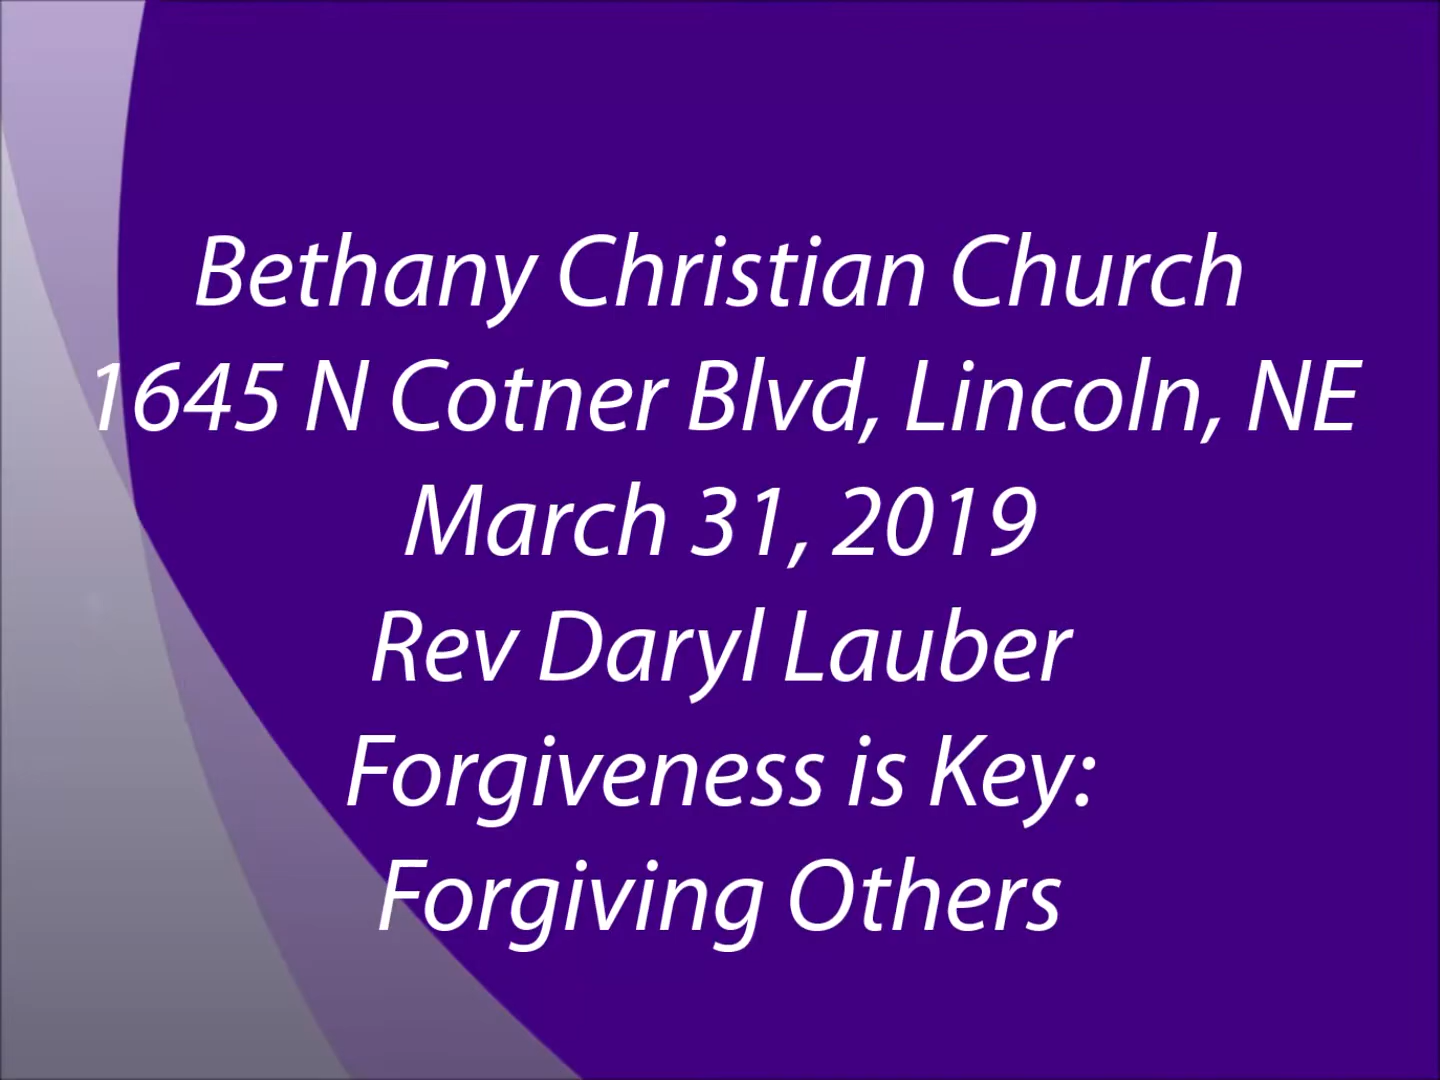 Bethany Christian Church
1645 N Cotner Blvd, Lincoln, NE
March 31, 2019
Rev Daryl Lauber
Forgiveness is Key:
Forgiving Others